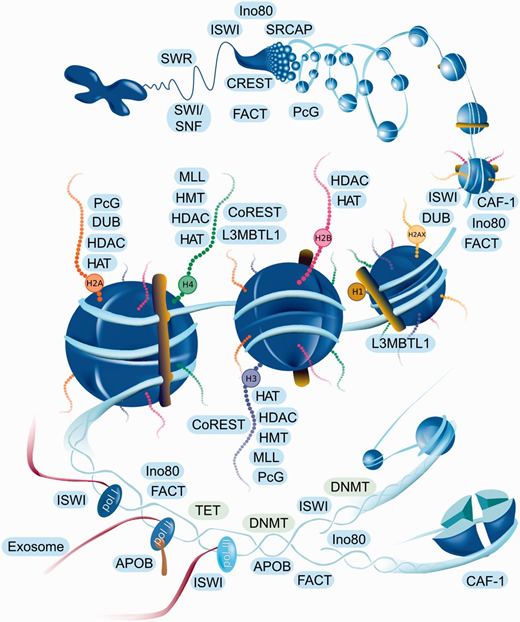 Ino80
ISWI
SRCAP
SWR
CREST
SWI/
SNF
FACT
PcG
MLL
HMT
HDAC
HAT
CoREST
L3MBTL1
PcG
DUB
HDAC
HAT
HDAC
HAT
ISWI
DUB
CAF-1
Ino80
FACT
H2A
H4
H2B
H2AX
H1
L3MBTL1
H3
HAT
HDAC
HMT
MLL
PcG
CoREST
Ino80
FACT
ISWI
pol I
TET
DNMT
ISWI
DNMT
Exosome
pol II
APOB
ISWI
pol III
APOB
FACT
Ino80
CAF-1